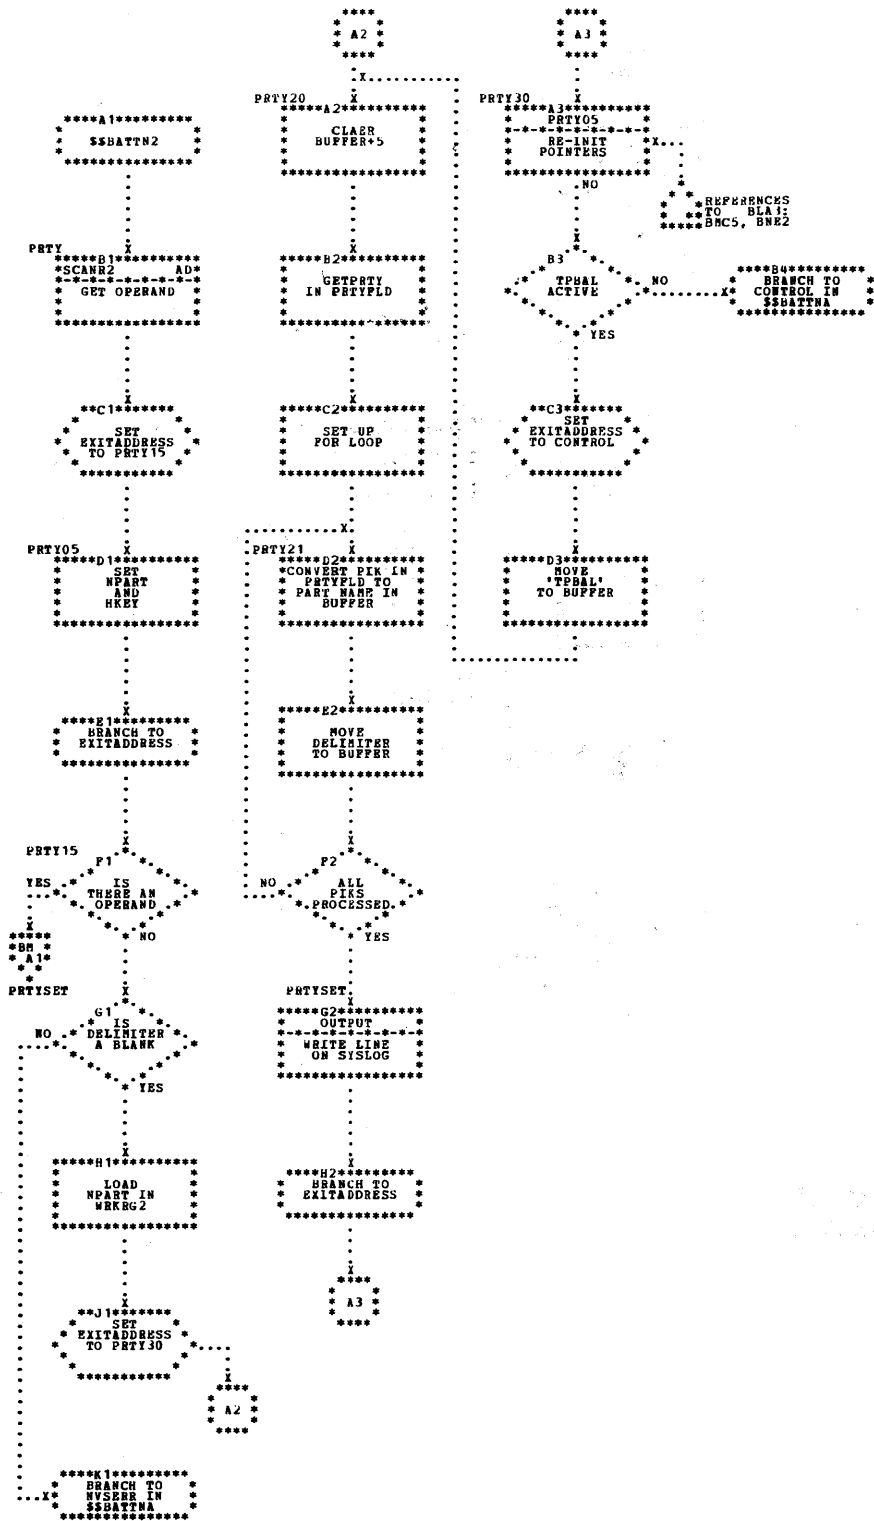 A1
$$BATTN2
PRTY
B1
SCANR2 AD
GET OPERAND
C1
SET
EXITADDRESS
TO PRTY15
PRTY05
D1
SET
NPART
AND
HKEY
E1
BRANCH TO
EXITADDRESS
PRTY15
F1
IS
THERE AN
OPERAND
YES
NO
BM
A1
PRTYSET
G1
IS
DELIMITER
A BLANK
NO
YES
H1
LOAD
NPART IN
WRKRG2
J1
SET
EXITADDRESS
TO PRTY30
A2
K1
BRANCH TO
NVSERR IN
$$BATTNA
A2
PRTY20
A2
CLAER
BUFFER+5
B2
GETPRTY
IN PRTYFLD
C2
SET UP
FOR LOOP
PRTY21
D2
CONVERT PIK IN
PRTYFLD TO
PART NAME IN
BUFFER
E2
MOVE
DELIMITER
TO BUFFER
F2
ALL
PIKS
PROCESSED
NO
YES
PRTYSET
G2
OUTPUT
WRITE LINE
ON SYSLOG
H2
BRANCH TO
EXITADDRESS
A3
A3
PRTY30
A3
PRTY05
RE-INIT
POINTERS
NO
REFERENCES
TO BLA3:
BMC5, BNE2
B3
TPBAL
ACTIVE
NO
YES
B4
BRANCH TO
CONTROL IN
$$BATTNA
C3
SET
EXITADDRESS
TO CONTROL
D3
MOVE
'TPBAL'
TO BUFFER